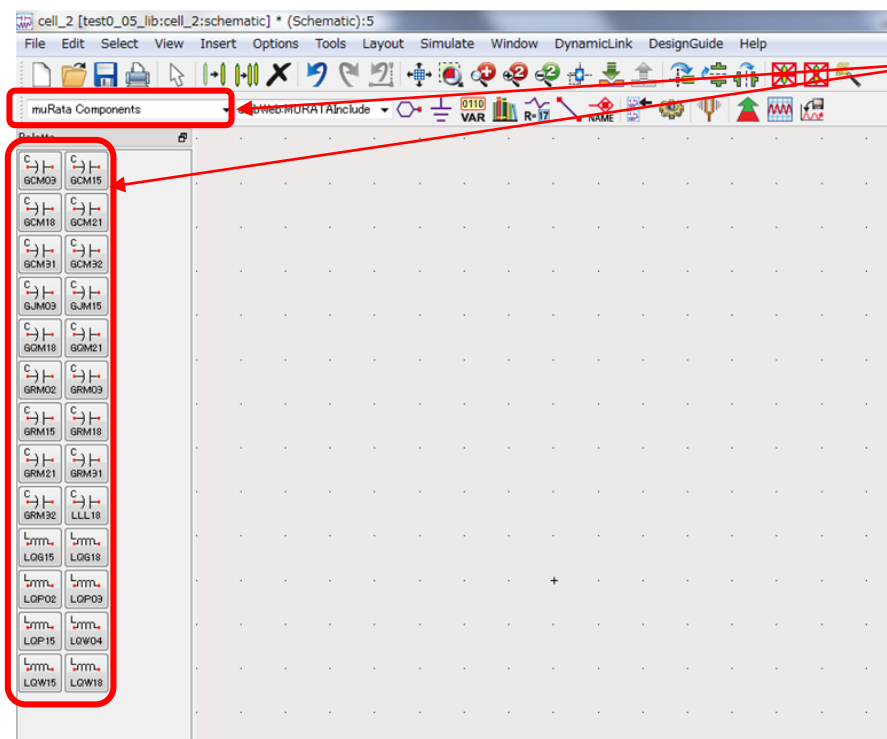 cell_2 [test0_05_lib:cell_2:schematic] * (Schematic):5
File Edit Select View Insert Options Tools Layout Simulate Window DynamicLink DesignGuide Help
muRata Components MURATAInclude VAR R=17 NAME
0110
Palette
C C
GCM03 GCM15
C C
GCM18 GCM21
C C
GCM31 GCM32
C C
GJM03 GJM15
C C
GQM18 GQM21
C C
GRM02 GRM03
C C
GRM15 GRM18
C C
GRM21 GRM31
C C
GRM32 LLL18
L L
LQG15 LQG18
L L
LQP02 LQP03
L L
LQP15 LQW04
L L
LQW15 LQW18